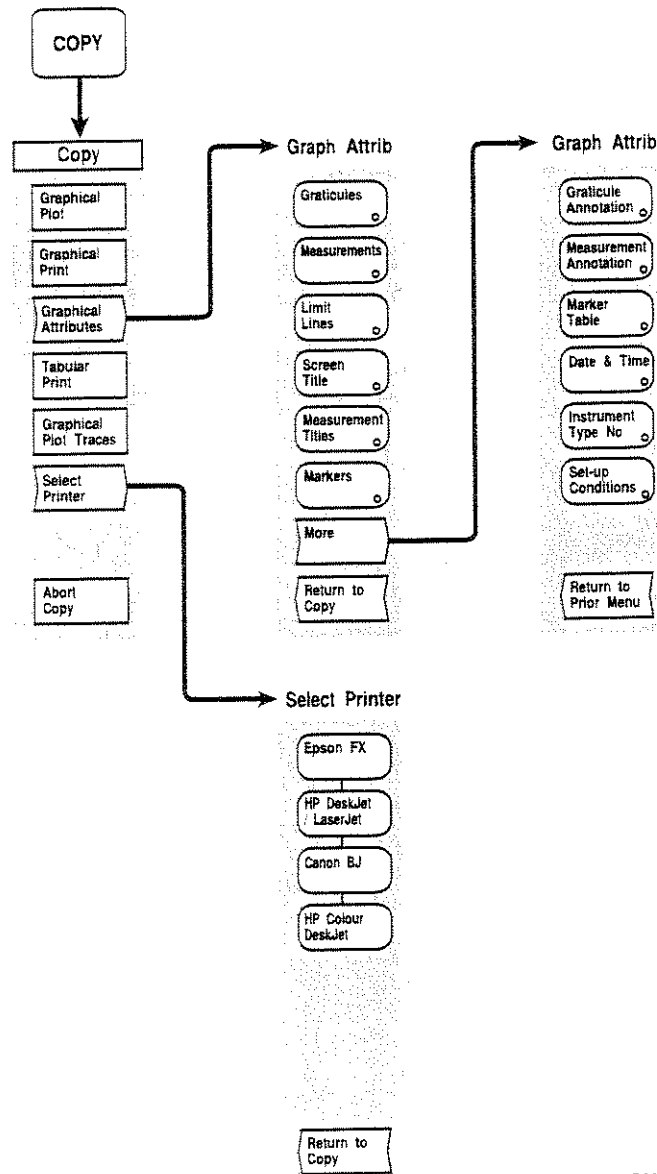 COPY
Copy
Graphical
Plot
Graphical
Print
Graphical
Attributes
Tabular
Print
Graphical
Plot Traces
Select
Printer
Abort
Copy
Graph Attrib
Graticules
Measurements
Limit
Lines
Screen
Title
Measurement
Titles
Markers
More
Return to
Copy
Graph Attrib
Graticule
Annotation
Measurement
Annotation
Marker
Table
Date & Time
Instrument
Type No
Set-up
Conditions
Return to
Prior Menu
Select Printer
Epson FX
HP DeskJet
/ LaserJet
Canon BJ
HP Colour
DeskJet
Return to
Copy